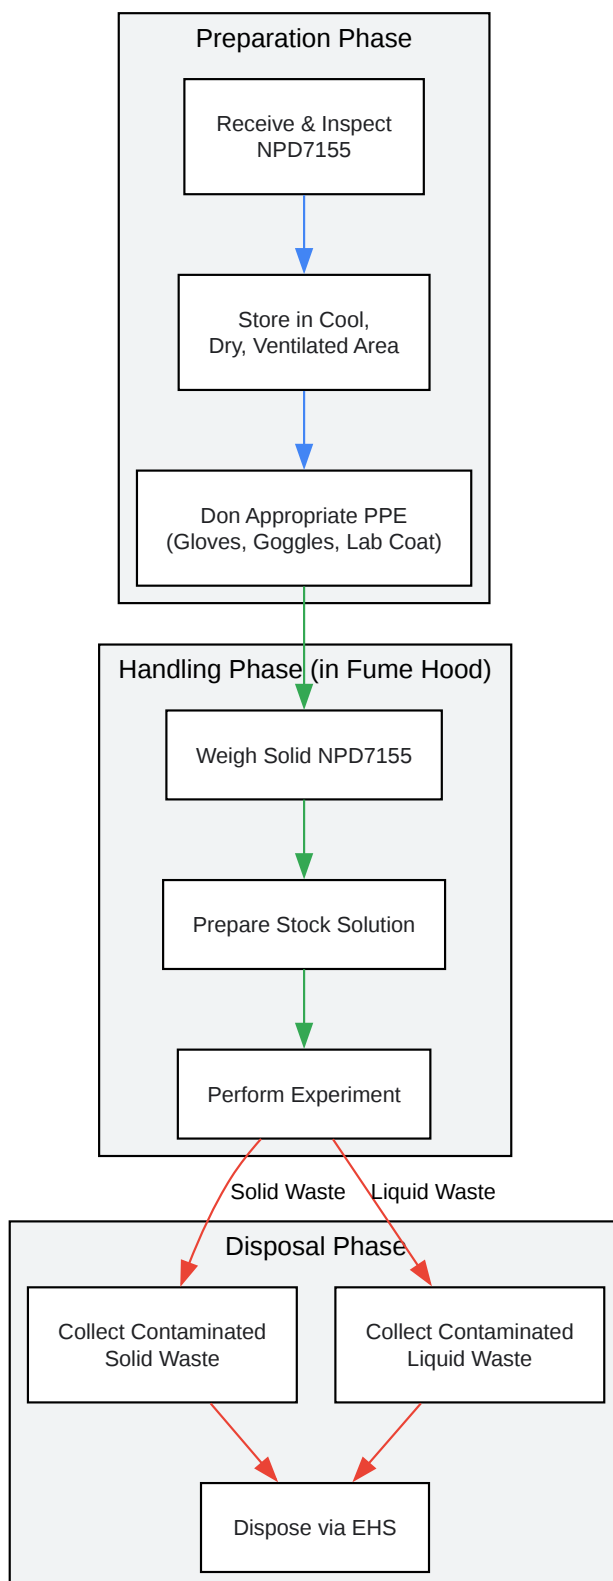 Preparation Phase
Receive & Inspect
NPD7155
Store in Cool,
Dry, Ventilated Area
Don Appropriate PPE
(Gloves, Goggles, Lab Coat)
Handling Phase (in Fume Hood)
Weigh Solid NPD7155
Prepare Stock Solution
Perform Experiment
Solid Waste
Liquid Waste
Disposal Phase
Collect Contaminated
Solid Waste
Collect Contaminated
Liquid Waste
Dispose via EHS